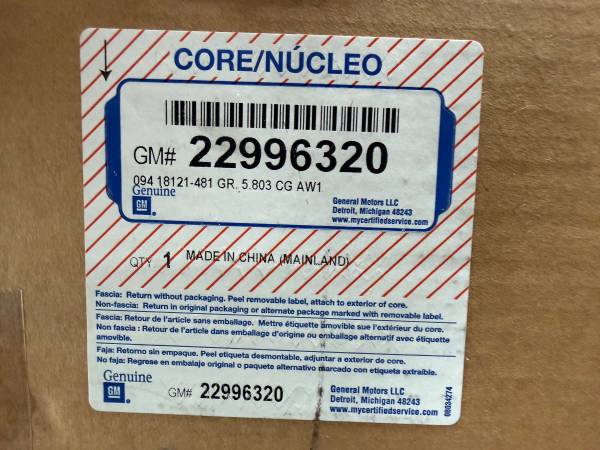 CORE/NÚCLEO
GM# 22996320
094 18121-481 GR. 5.803 CG AW1
Genuine
GM
General Motors LLC
Detroit, Michigan 48243
www.mycertifiedservice.com
QTY 1 MADE IN CHINA (MAINLAND)
Fascia: Return without packaging. Peel removable label, attach to exterior of core.
Non-fascia: Return in original packaging or alternate package marked with removable label.
Fascia: Retour de l'article sans emballage. Mettre étiquette amovible sue l'extérieur du core.
Non fascia : Retour de l'article dans emballage d'origine ou emballage alternatif avec étiquette
amovible.
Faja: Retorno sin empaque. Peel etiqueta desmontable, adjuntar a exterior de core.
No faja: Regrese en embalaje original o paquete alternativo marcado con etiqueta extraíble.
Genuine
GM
GM# 22996320
General Motors LLC
Detroit, Michigan 48243
www.mycertifiedservice.com